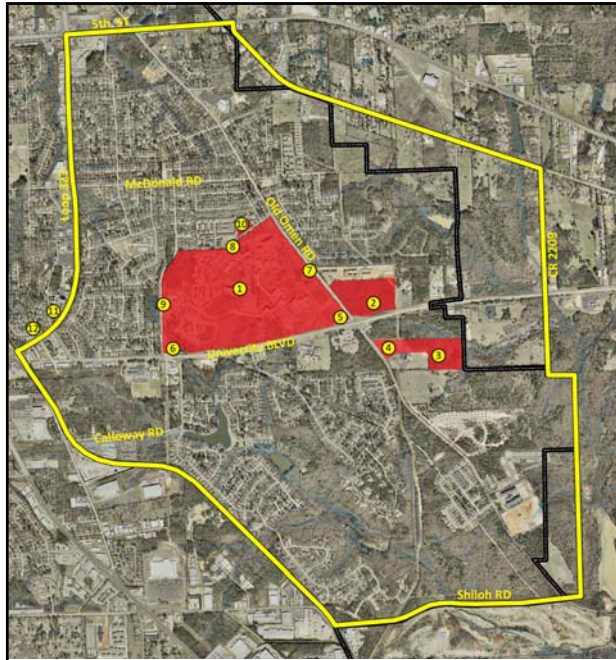 5th. ST
McDonald RD
Loop 323
Old Omen RD
CR 2209
10
8
7
1
9
2
11
5
12
6
University BLVD
4
3
Calloway RD
Shiloh RD